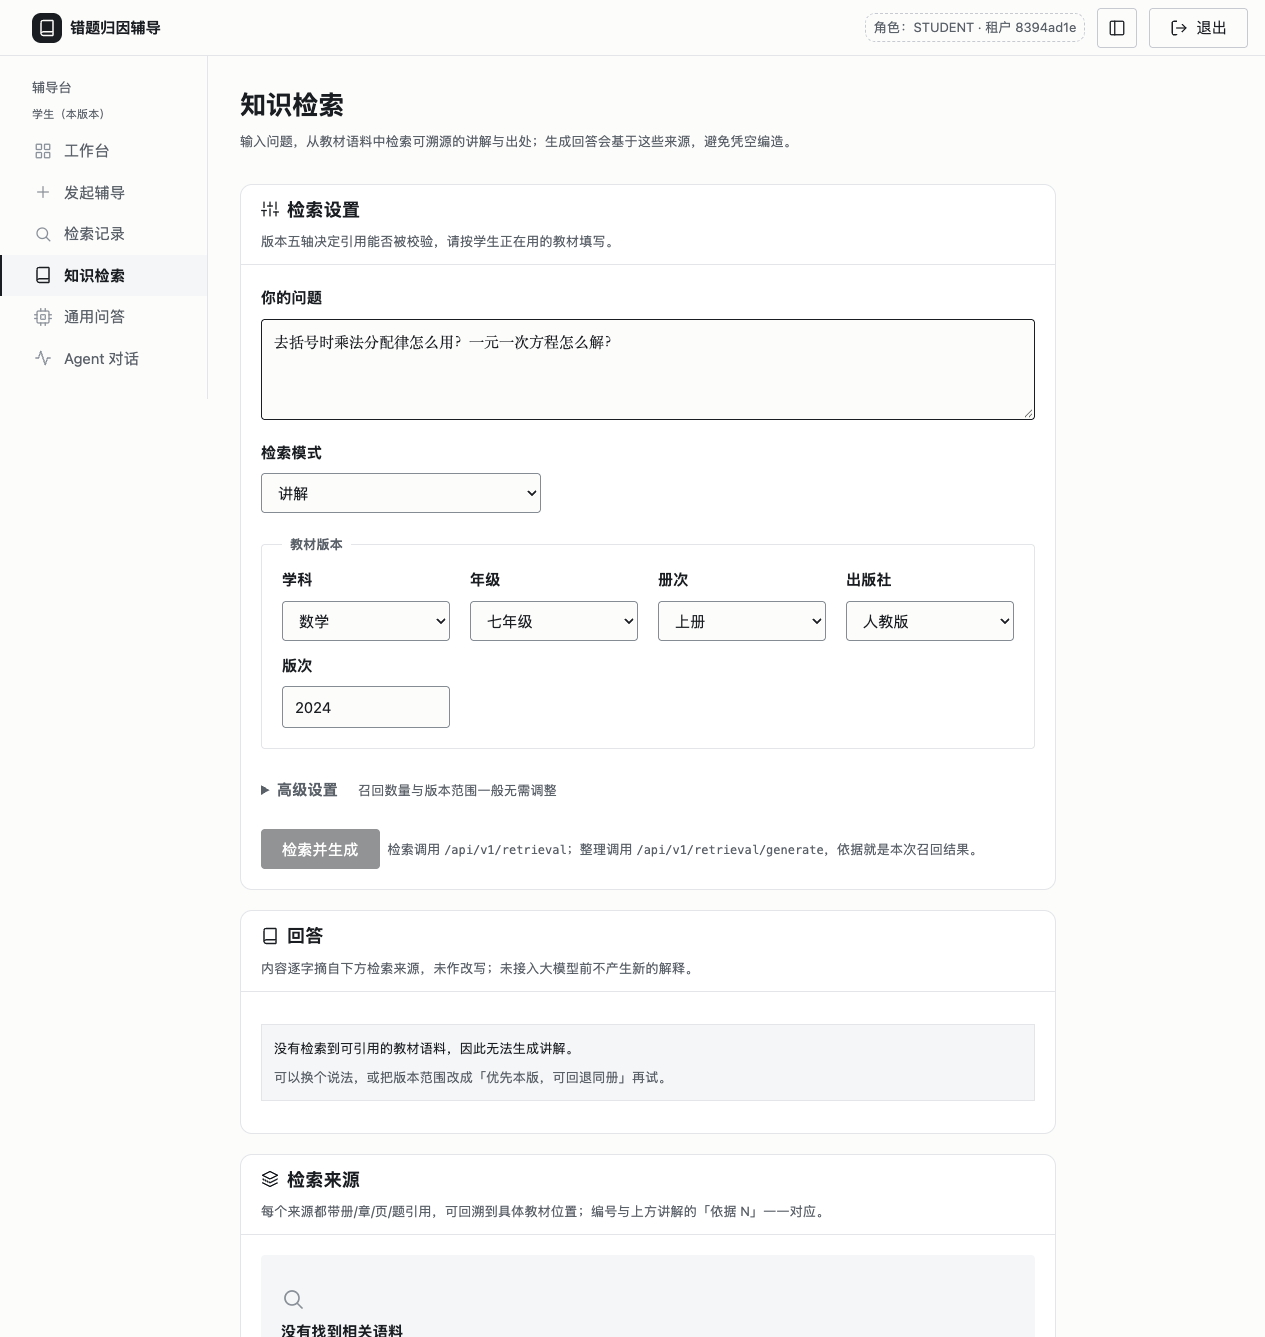 错题归因辅导
角色：STUDENT · 租户 8394ad1e
退出
辅导台
学生（本版本）
工作台
发起辅导
检索记录
知识检索
通用问答
Agent 对话
知识检索
输入问题，从教材语料中检索可溯源的讲解与出处；生成回答会基于这些来源，避免凭空编造。
检索设置
版本五轴决定引用能否被校验，请按学生正在用的教材填写。
你的问题
去括号时乘法分配律怎么用？一元一次方程怎么解？
检索模式
讲解
教材版本
学科
年级
册次
出版社
数学
七年级
上册
人教版
版次
2024
高级设置 召回数量与版本范围一般无需调整
检索并生成 检索调用 /api/v1/retrieval；整理调用 /api/v1/retrieval/generate，依据就是本次召回结果。
回答
内容逐字摘自下方检索来源，未作改写；未接入大模型前不产生新的解释。
没有检索到可引用的教材语料，因此无法生成讲解。
可以换个说法，或把版本范围改成「优先本版，可回退同册」再试。
检索来源
每个来源都带册/章/页/题引用，可回溯到具体教材位置；编号与上方讲解的「依据 N」一一对应。
没有找到相关语料